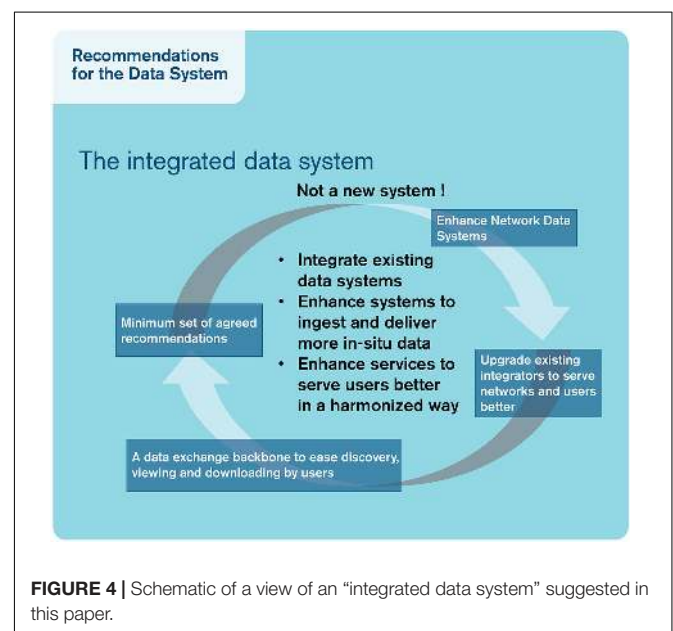 Recommendations
for the Data System
The integrated data system
Not a new system !
Enhance Network Data
Systems
• Integrate existing
data systems
• Enhance systems to
ingest and deliver
more in-situ data
• Enhance services to
serve users better
in a harmonized way
Minimum set of agreed
recommendations
Upgrade existing
integrators to serve
networks and users
better
A data exchange backbone to ease discovery,
viewing and downloading by users
FIGURE 4 | Schematic of a view of an “integrated data system” suggested in
this paper.